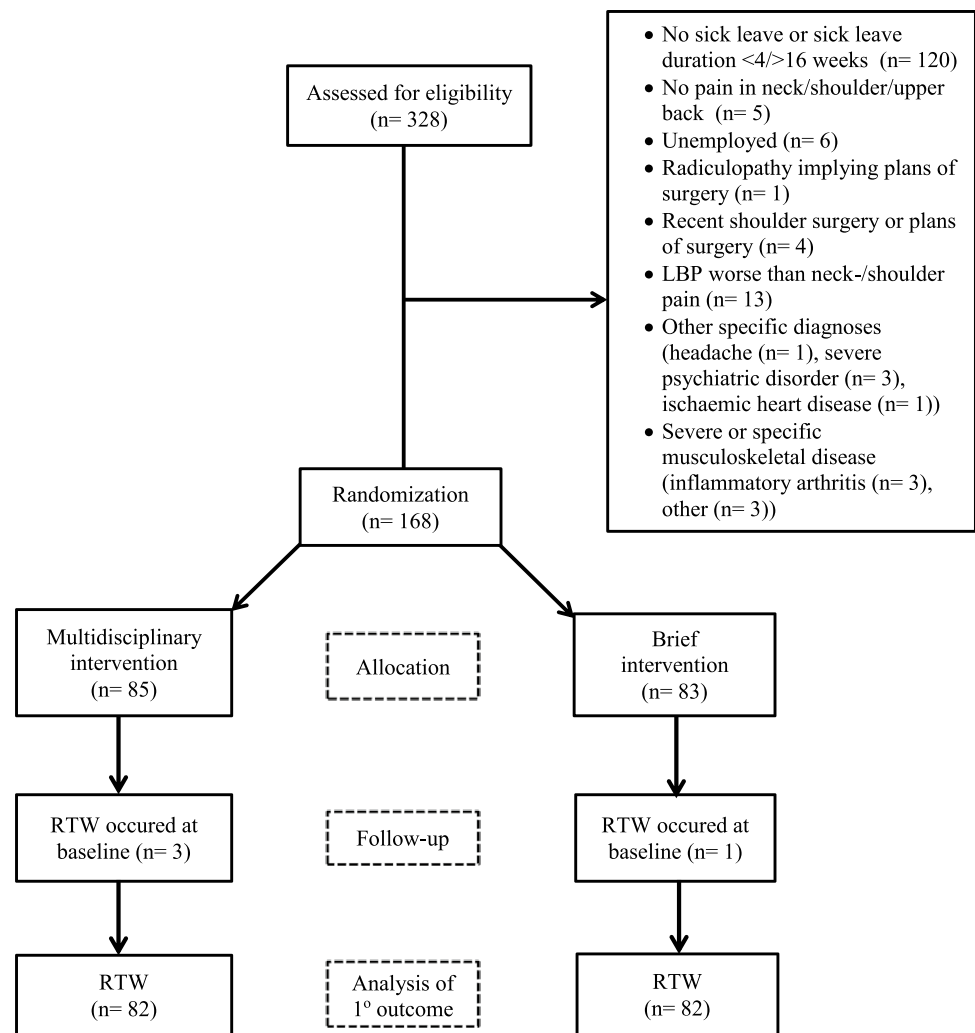 Assessed for eligibility
(n= 328)
• No sick leave or sick leave
duration <4/>16 weeks (n= 120)
• No pain in neck/shoulder/upper
back (n= 5)
• Unemployed (n= 6)
• Radiculopathy implying plans of
surgery (n= 1)
• Recent shoulder surgery or plans
of surgery (n= 4)
• LBP worse than neck-/shoulder
pain (n= 13)
• Other specific diagnoses
(headache (n= 1), severe
psychiatric disorder (n= 3),
ischaemic heart disease (n= 1))
• Severe or specific
musculoskeletal disease
(inflammatory arthritis (n= 3),
other (n= 3))
Randomization
(n= 168)
Multidisciplinary
intervention
(n= 85)
Allocation
Brief
intervention
(n= 83)
RTW occured at
baseline (n= 3)
Follow-up
RTW occured at
baseline (n= 1)
RTW
(n= 82)
Analysis of
1º outcome
RTW
(n= 82)